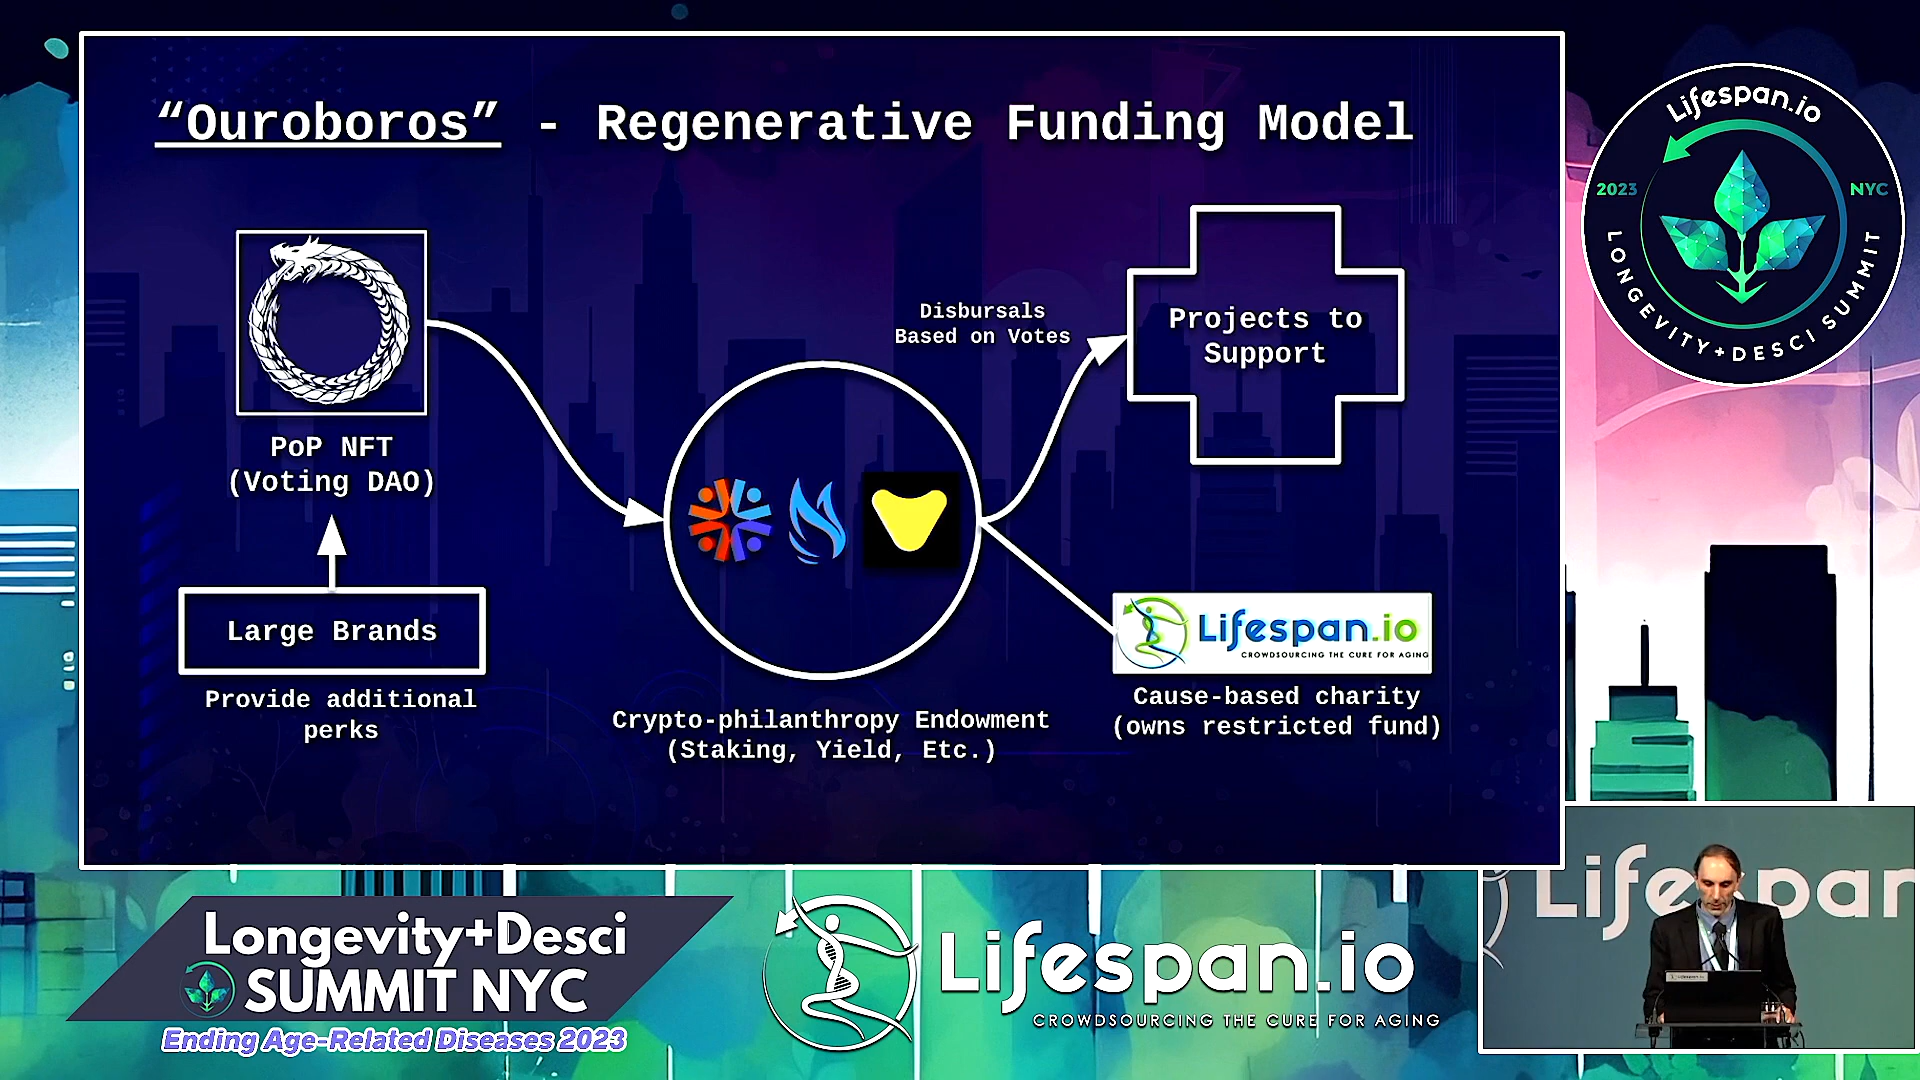 “Ouroboros” - Regenerative Funding Model
PoP NFT
(Voting DAO)
Large Brands
Provide additional
perks
Crypto-philanthropy Endowment
(Staking, Yield, Etc.)
Disbursals
Based on Votes
Projects to
Support
Lifespan.io
CROWDSOURCING THE CURE FOR AGING
Cause-based charity
(owns restricted fund)
Lifespan.io
2023
NYC
LONGEVITY+DESCI SUMMIT
Longevity+Desci
SUMMIT NYC
Ending Age-Related Diseases 2023
Lifespan.io
CROWDSOURCING THE CURE FOR AGING
Lifespan